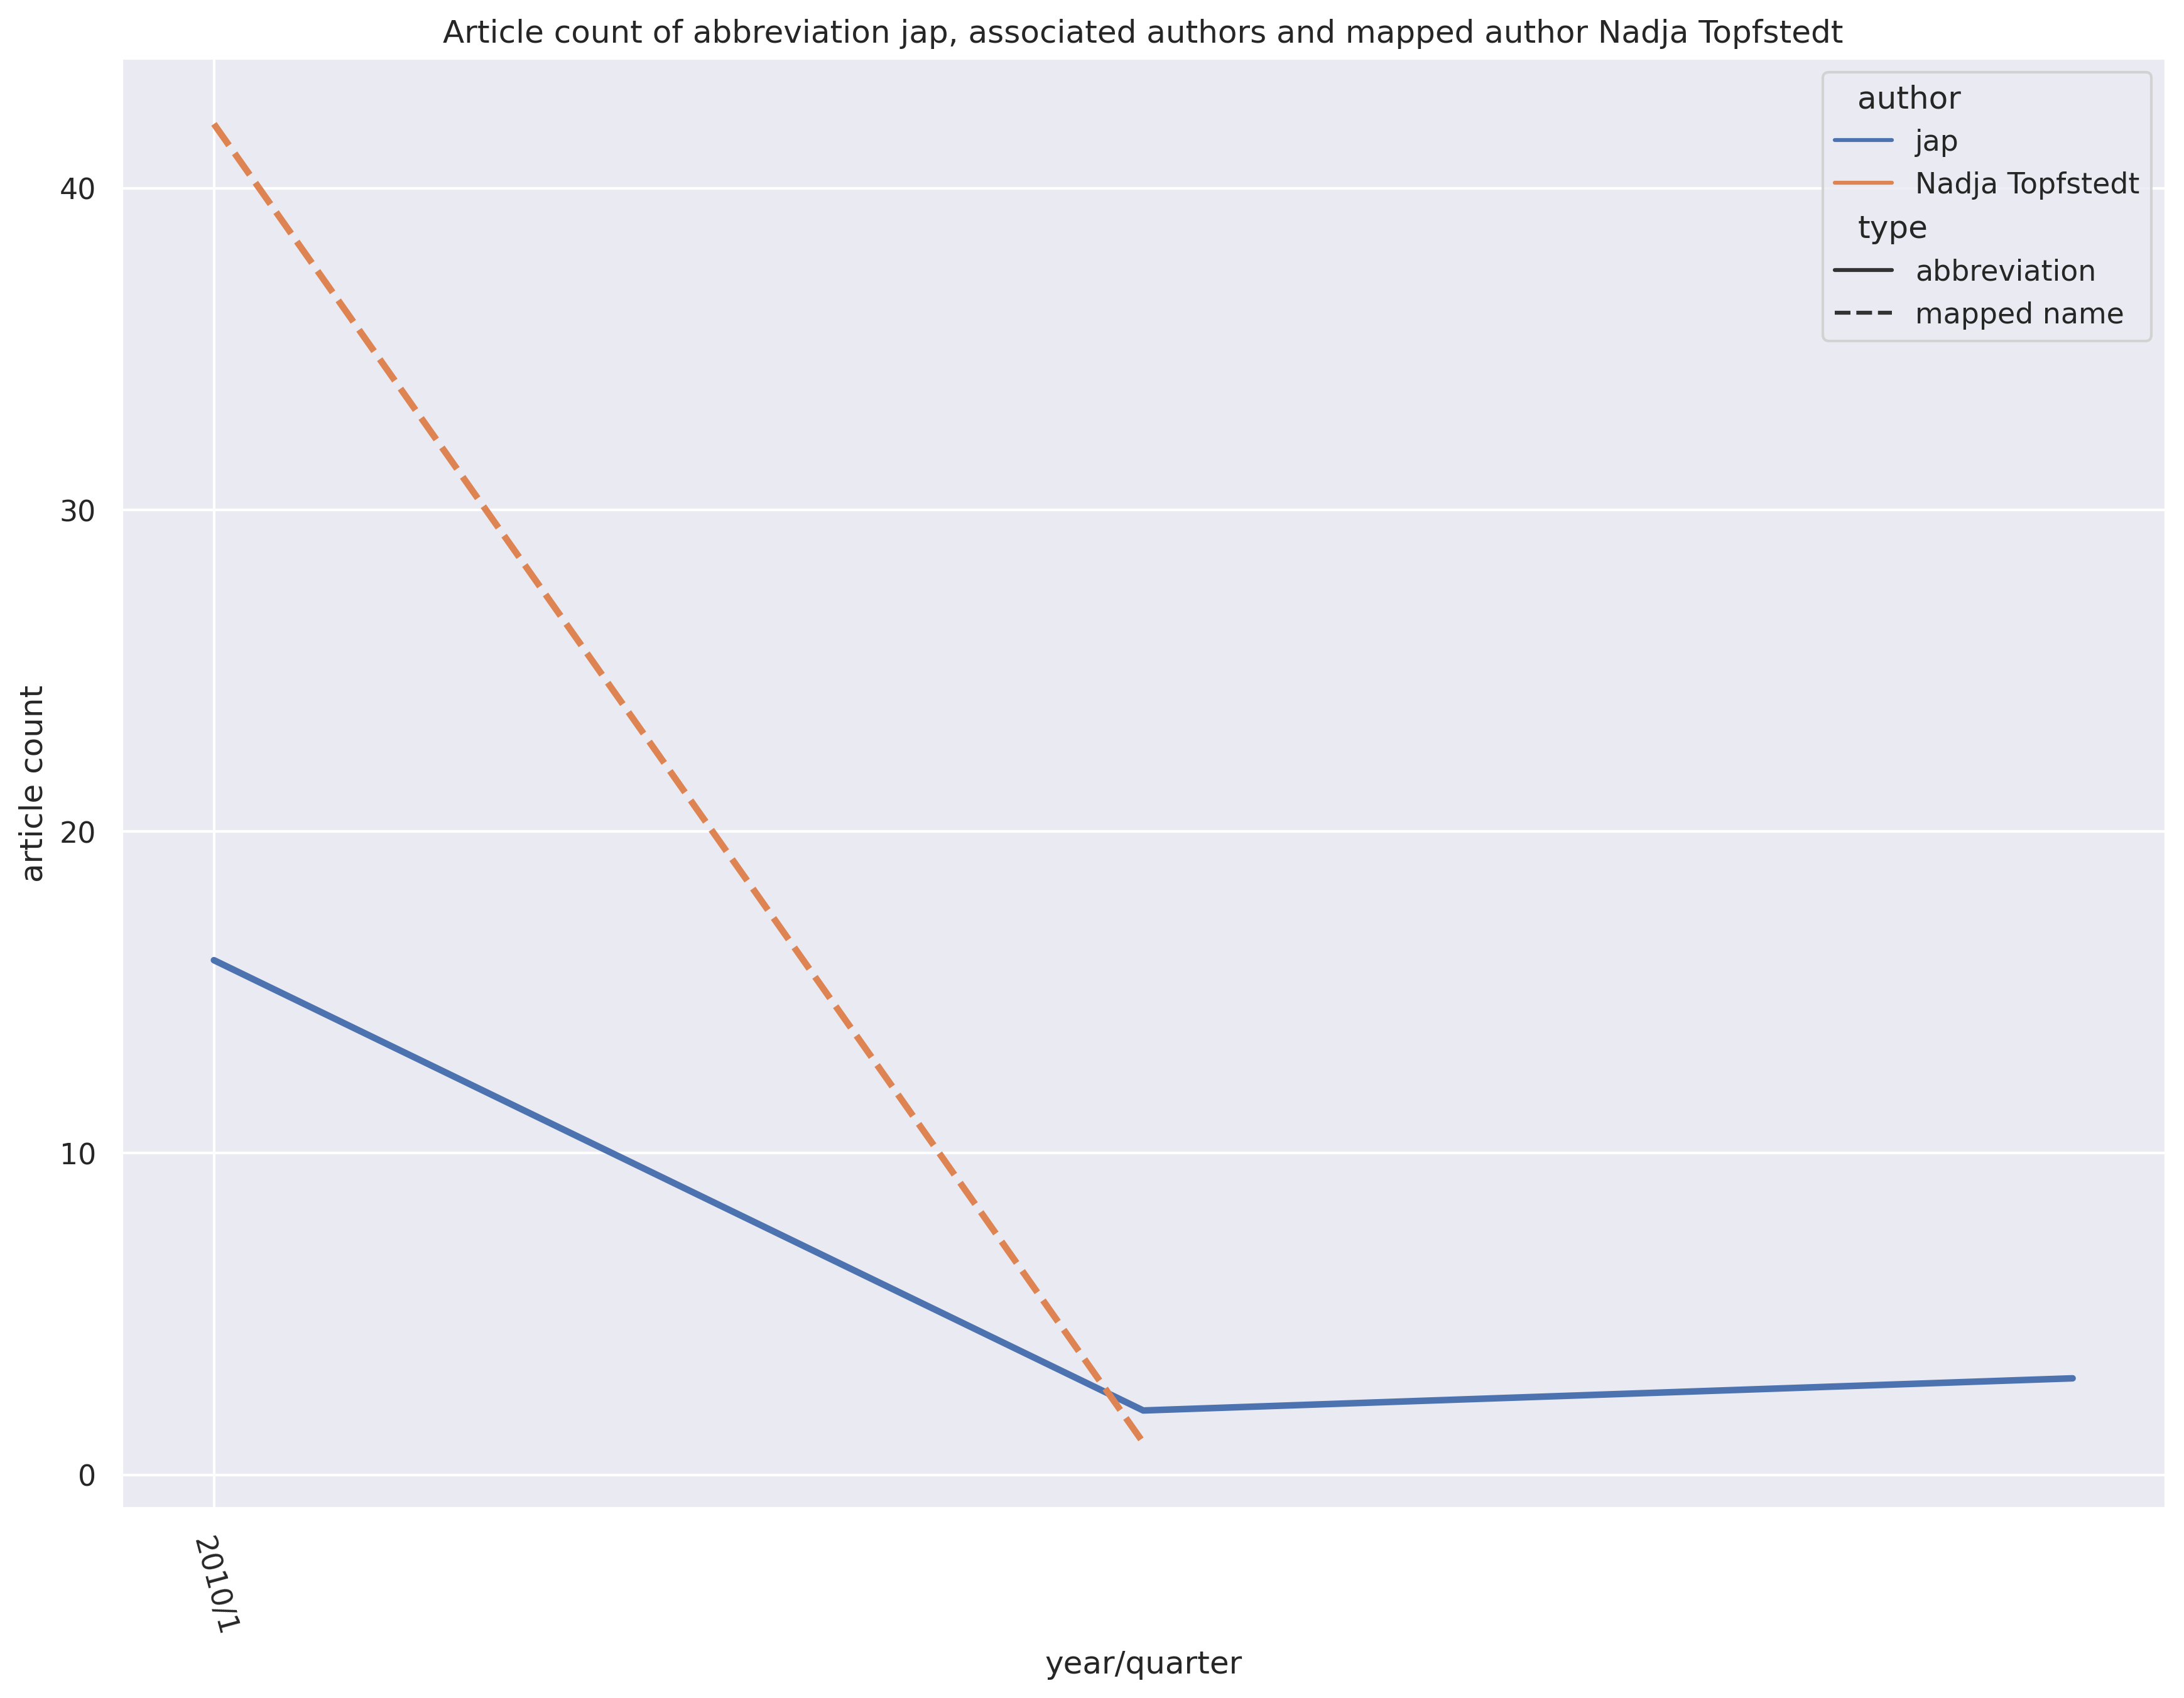 Article count of abbreviation jap, associated authors and mapped author Nadja Topfstedt
author
jap
Nadja Topfstedt
type
abbreviation
mapped name
article count
40
30
20
10
0
2010/1
year/quarter